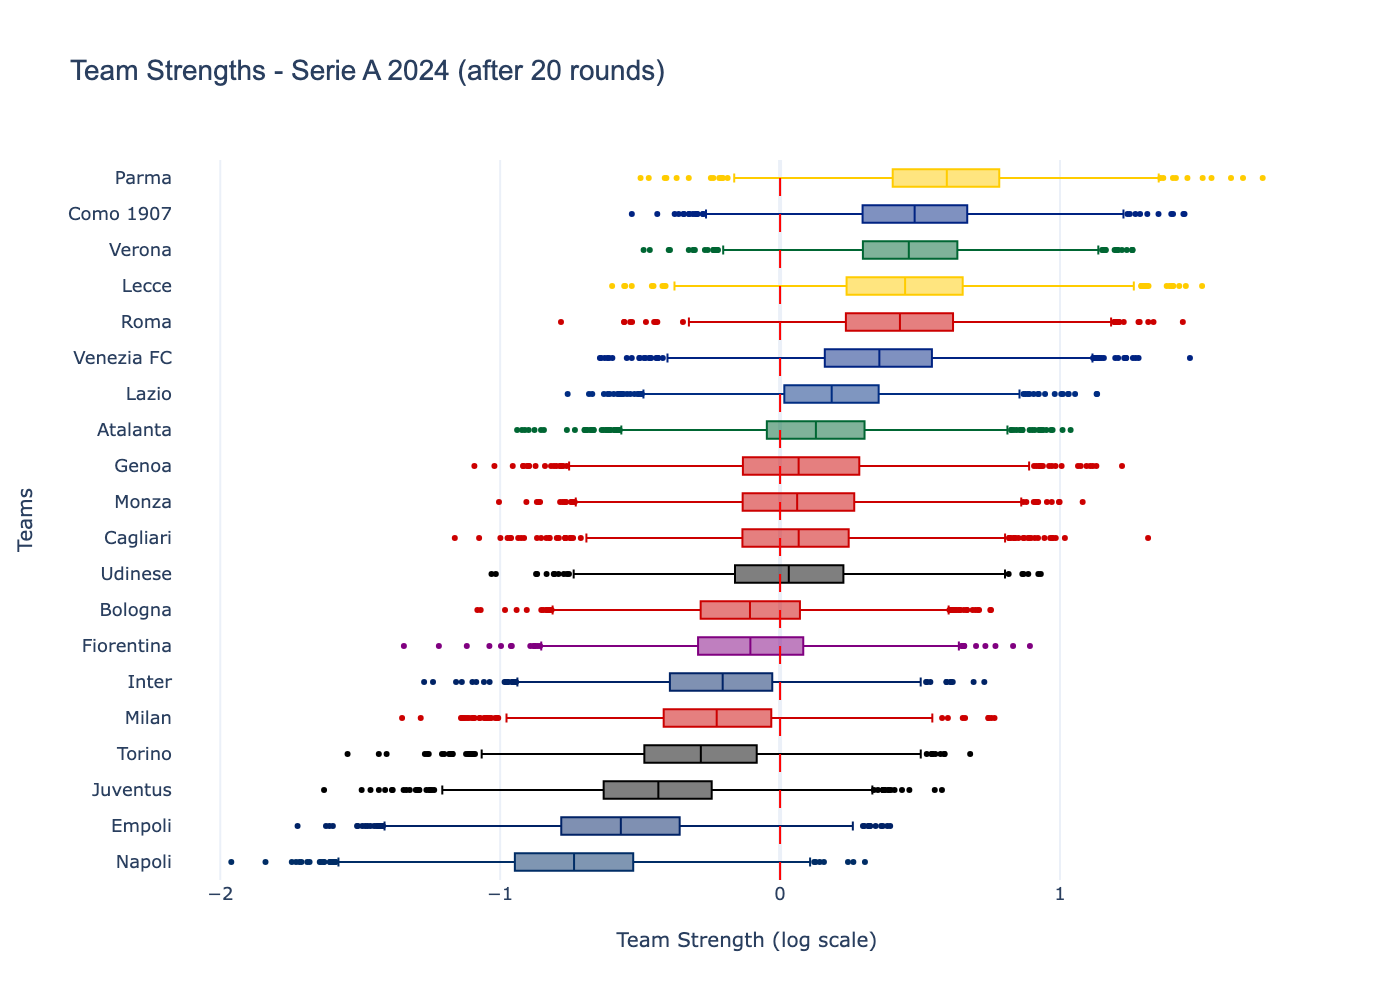 Team Strengths - Serie A 2024 (after 20 rounds)
Teams
Parma
Como 1907
Verona
Lecce
Roma
Venezia FC
Lazio
Atalanta
Genoa
Monza
Cagliari
Udinese
Bologna
Fiorentina
Inter
Milan
Torino
Juventus
Empoli
Napoli
−2 −1 0 1
Team Strength (log scale)